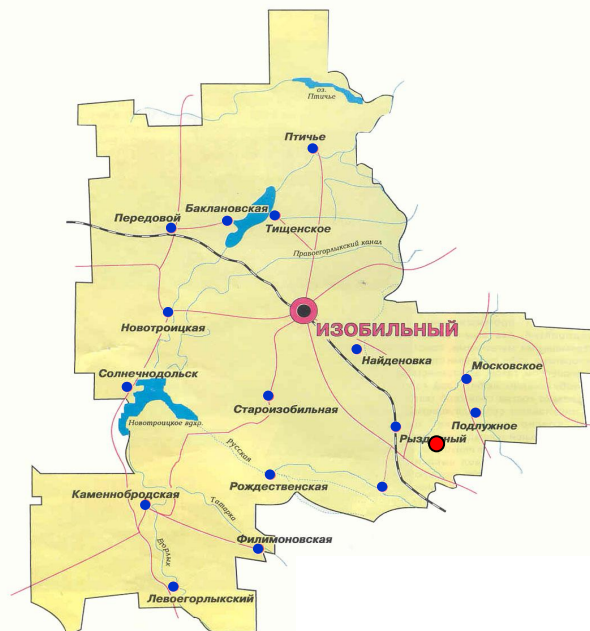 оз.
Птичье
Птичье
Баклановская
Передовой
Тищенское
Правоегорлыкский канал
Новотроицкая
ИЗОБИЛЬНЫЙ
Найденовка
Солнечнодольск
Московское
Староизобильная
Новотроицкое вдхр.
Подлужное
Русская
Рождественская
Каменнобродская
Татарка
Егорлык
Филимоновская
Левоегорлыкский